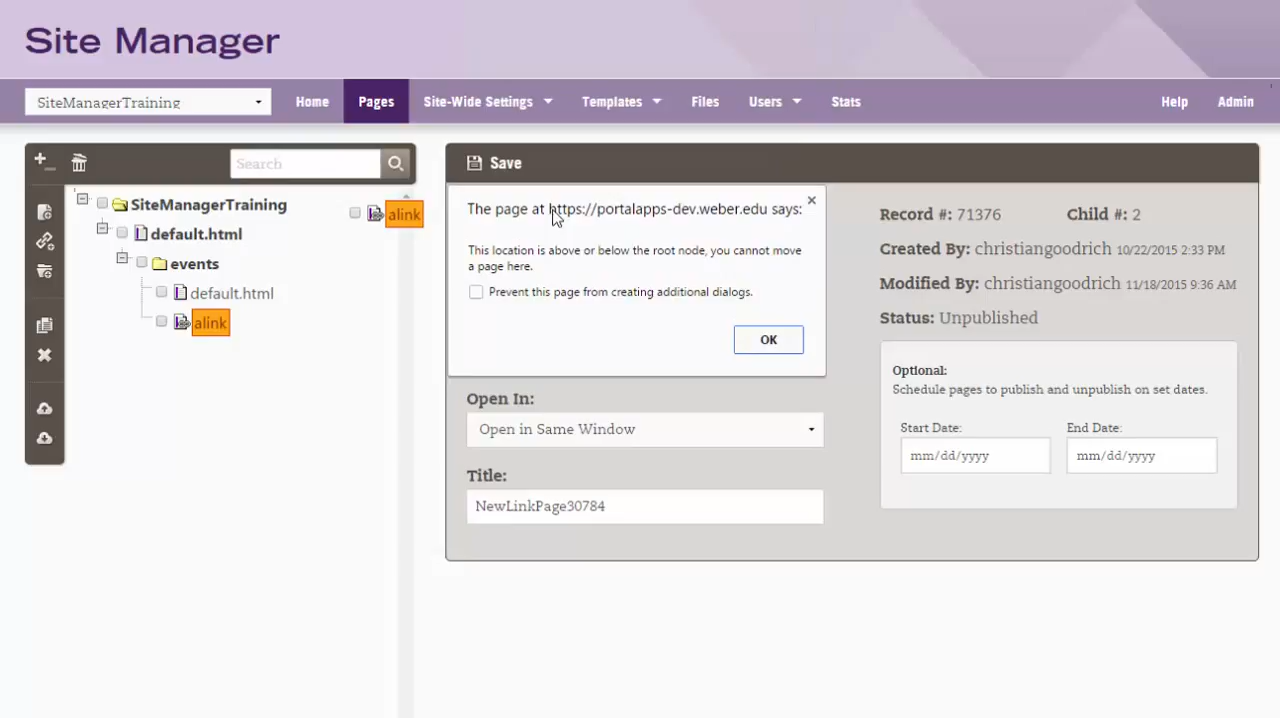 Site Manager
SiteManagerTraining
Home
Pages
Site-Wide Settings
Templates
Files
Users
Stats
Help
Admin
Search
SiteManagerTraining
alink
default.html
events
default.html
alink
Save
The page at https://portalapps-dev.weber.edu says:
This location is above or below the root node, you cannot move
a page here.
Prevent this page from creating additional dialogs.
OK
Open In:
Open in Same Window
Title:
NewLinkPage30784
Record #: 71376 Child #: 2
Created By: christiangoodrich 10/22/2015 2:33 PM
Modified By: christiangoodrich 11/18/2015 9:36 AM
Status: Unpublished
Optional:
Schedule pages to publish and unpublish on set dates.
Start Date: End Date:
mm/dd/yyyy mm/dd/yyyy